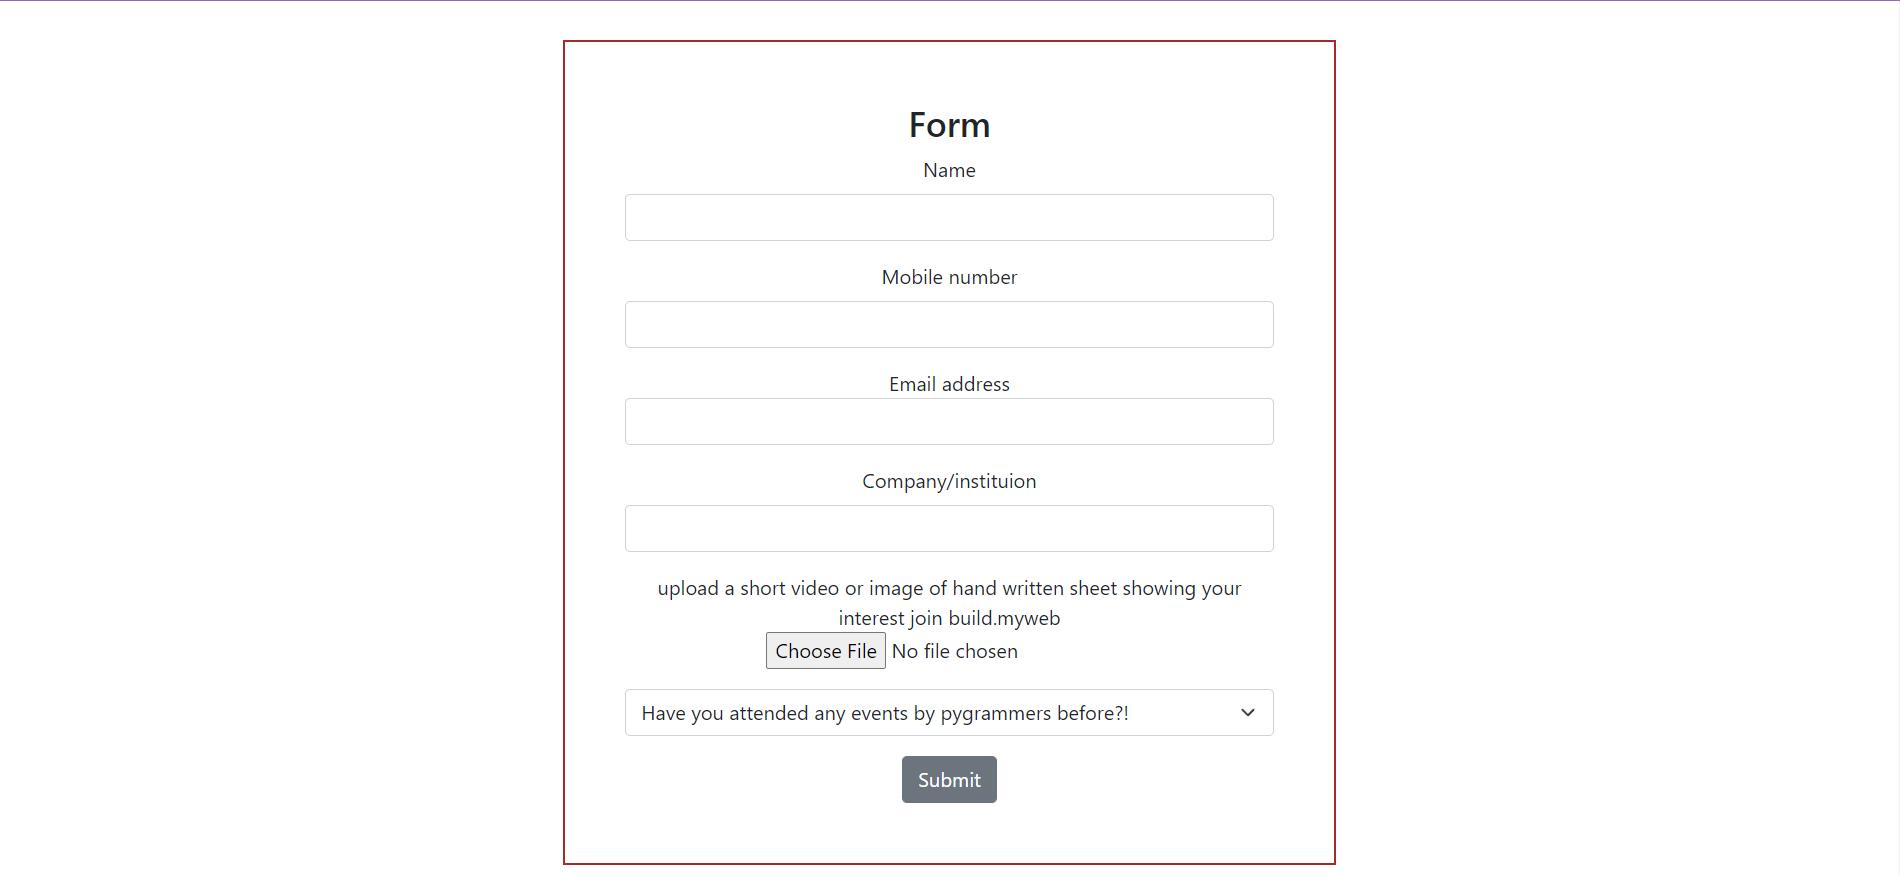 Form
Name
Mobile number
Email address
Company/instituion
upload a short video or image of hand written sheet showing your
interest join build.myweb
Choose File No file chosen
Have you attended any events by pygrammers before?!
Submit